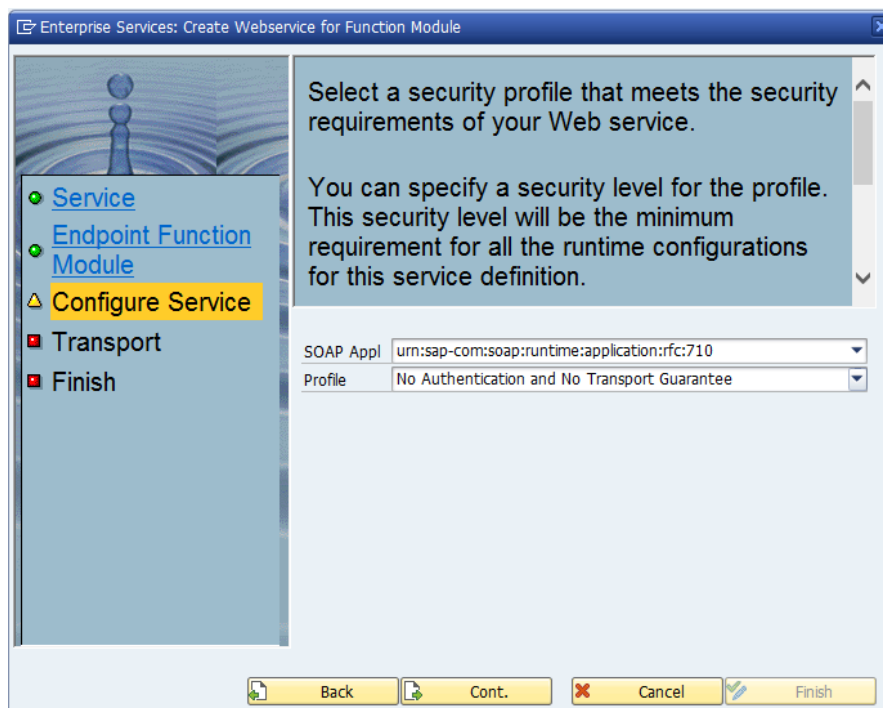 Enterprise Services: Create Webservice for Function Module
Select a security profile that meets the security
requirements of your Web service.
You can specify a security level for the profile.
This security level will be the minimum
requirement for all the runtime configurations
for this service definition.
Service
Endpoint Function
Module
Configure Service
Transport
Finish
SOAP Appl urn:sap-com:soap:runtime:application:rfc:710
Profile No Authentication and No Transport Guarantee
Back Cont. Cancel Finish